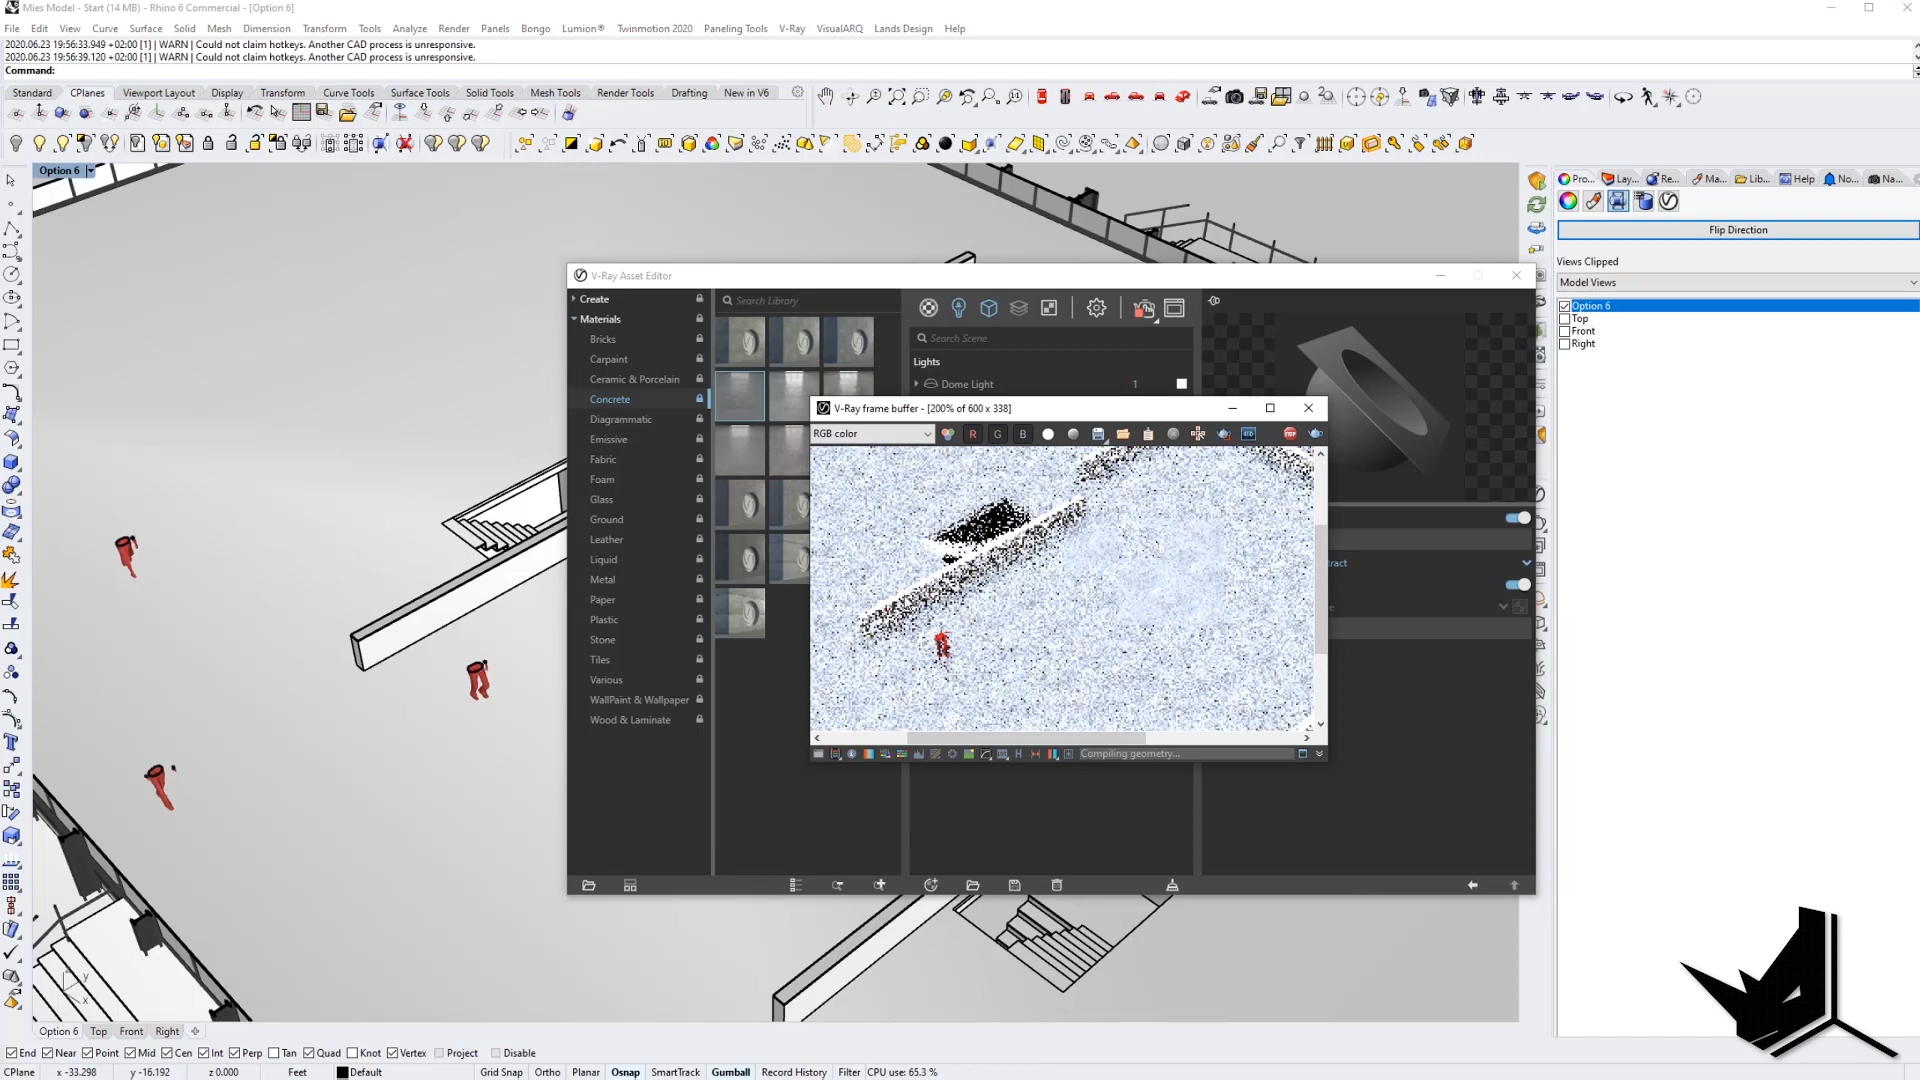 Mies Model - Start (14 MB) - Rhino 6 Commercial - [Option 6]
File Edit View Curve Surface Solid Mesh Dimension Transform Tools Analyze Render Panels Bongo Lumion® Twinmotion 2020 Paneling Tools V-Ray VisualARQ Lands Design Help
2020.06.23 19:56:33.949 +02:00 [1] | WARN | Could not claim hotkeys. Another CAD process is unresponsive.
2020.06.23 19:56:39.120 +02:00 [1] | WARN | Could not claim hotkeys. Another CAD process is unresponsive.
Command:
Standard CPlanes Viewport Layout Display Transform Curve Tools Surface Tools Solid Tools Mesh Tools Render Tools Drafting New in V6
Option 6
Pro... Lay... Re... Ma... Lib... Help No... Na...
Flip Direction
Views Clipped
Model Views
Option 6
Top
Front
Right
V-Ray Asset Editor
Create
Materials
Bricks
Carpaint
Ceramic & Porcelain
Concrete
Diagrammatic
Emissive
Fabric
Foam
Glass
Ground
Leather
Liquid
Metal
Paper
Plastic
Stone
Tiles
Various
WallPaint & Wallpaper
Wood & Laminate
Search Library
Search Scene
Lights
Dome Light 1
V-Ray frame buffer - [200% of 600 x 338]
RGB color R G B
Compiling geometry...
tract
Option 6 Top Front Right
End Near Point Mid Cen Int Perp Tan Quad Knot Vertex Project Disable
CPlane x -33.298 y -16.192 z 0.000 Feet Default Grid Snap Ortho Planar Osnap SmartTrack Gumball Record History Filter CPU use: 65.3 %